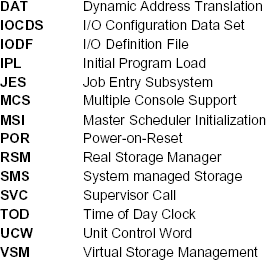 DAT Dynamic Address Translation
IOCDS I/O Configuration Data Set
IODF I/O Definition File
IPL Initial Program Load
JES Job Entry Subsystem
MCS Multiple Console Support
MSI Master Scheduler Initialization
POR Power-on-Reset
RSM Real Storage Manager
SMS System managed Storage
SVC Supervisor Call
TOD Time of Day Clock
UCW Unit Control Word
VSM Virtual Storage Management